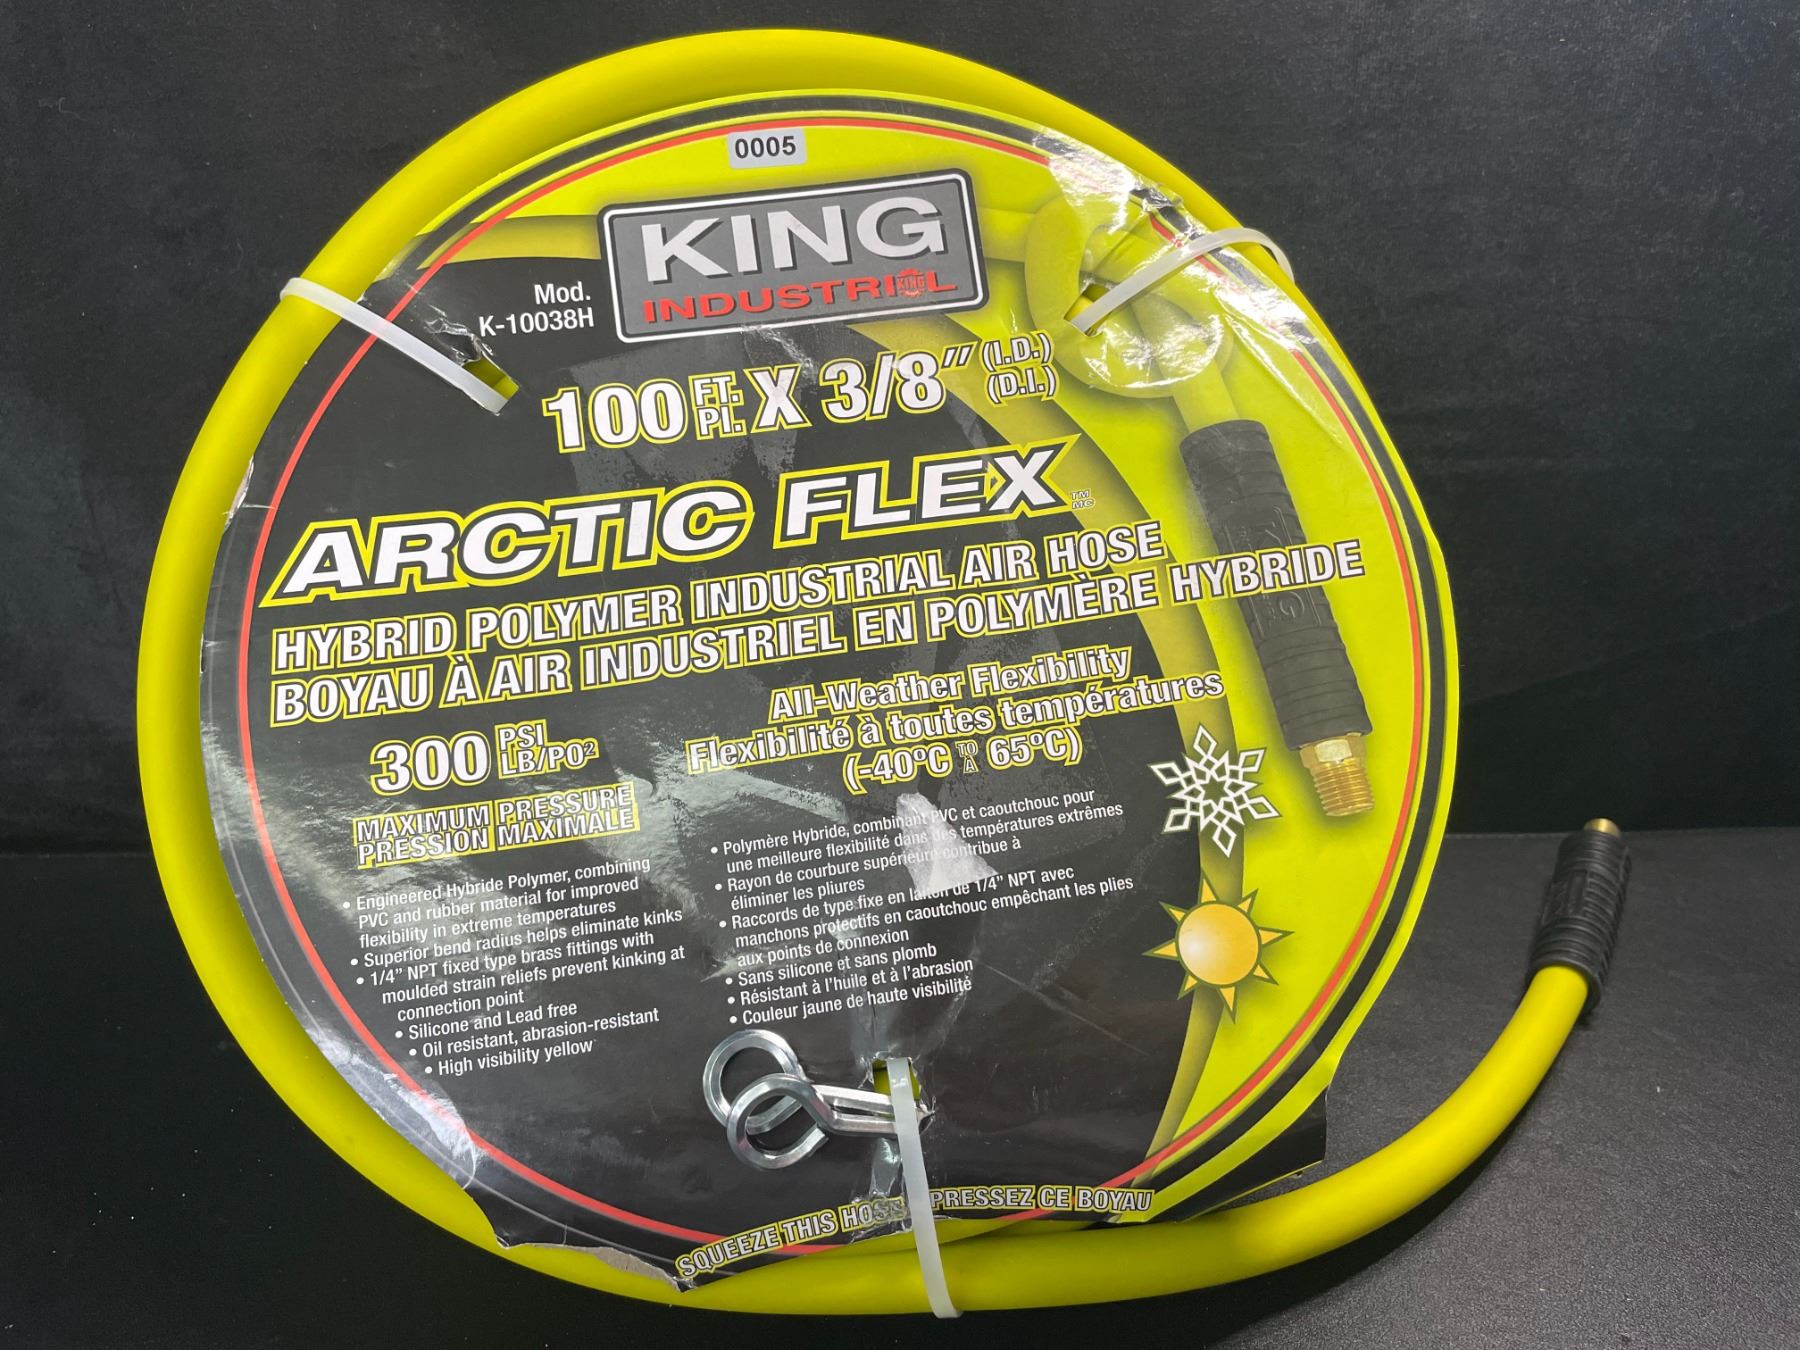 0005
KING
INDUSTRIAL
KING
Mod.
K-10038H
100 FT. PI. X 3/8" (I.D.) (D.I.)
ARCTIC FLEX TM MC
HYBRID POLYMER INDUSTRIAL AIR HOSE
BOYAU À AIR INDUSTRIEL EN POLYMÈRE HYBRIDE
300 PSI LB/PO²
MAXIMUM PRESSURE
PRESSION MAXIMALE
All-Weather Flexibility
Flexibilité à toutes températures
(-40ºC TO À 65ºC)
• Engineered Hybride Polymer, combining
PVC and rubber material for improved
flexibility in extreme temperatures
• Superior bend radius helps eliminate kinks
• 1/4" NPT fixed type brass fittings with
moulded strain reliefs prevent kinking at
connection point
• Silicone and Lead free
• Oil resistant, abrasion-resistant
• High visibility yellow
• Polymère Hybride, combinant PVC et caoutchouc pour
une meilleure flexibilité dans des températures extrêmes
• Rayon de courbure supérieure contribue à
éliminer les pliures
• Raccords de type fixe en laiton de 1/4" NPT avec
manchons protectifs en caoutchouc empêchant les plies
aux points de connexion
• Sans silicone et sans plomb
• Résistant à l'huile et à l'abrasion
• Couleur jaune de haute visibilité
SQUEEZE THIS HOSE PRESSEZ CE BOYAU